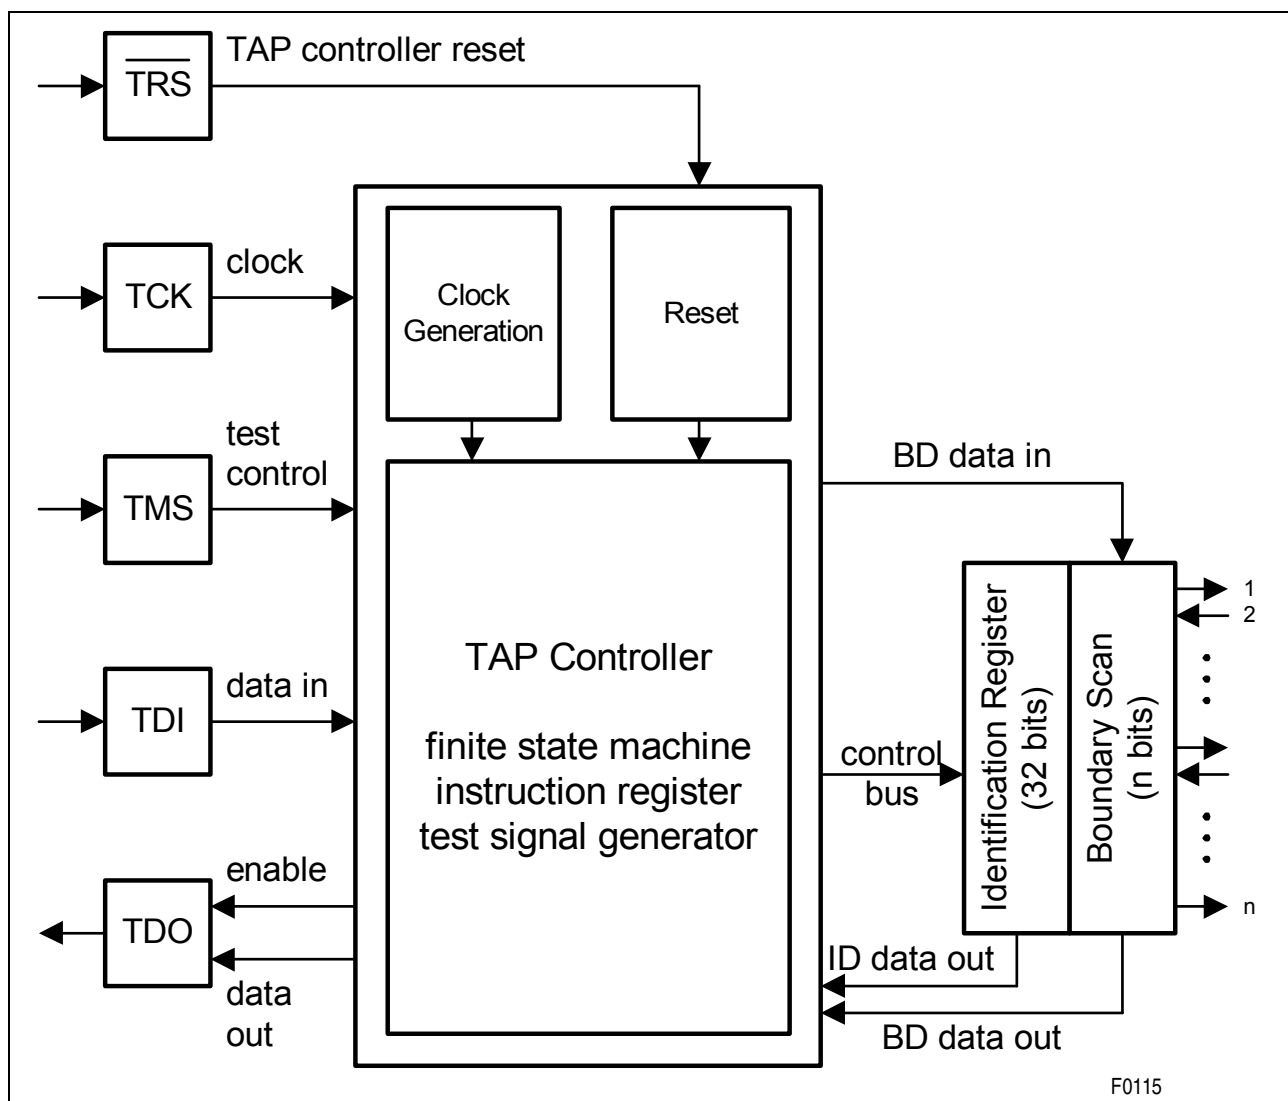 TAP controller reset
TRS
clock
TCK
Clock
Generation
Reset
test
control
TMS
BD data in
TAP Controller
finite state machine
instruction register
test signal generator
data in
TDI
control
bus
Identification Register
(32 bits)
Boundary Scan
(n bits)
1
2
n
enable
TDO
data
out
ID data out
BD data out
F0115